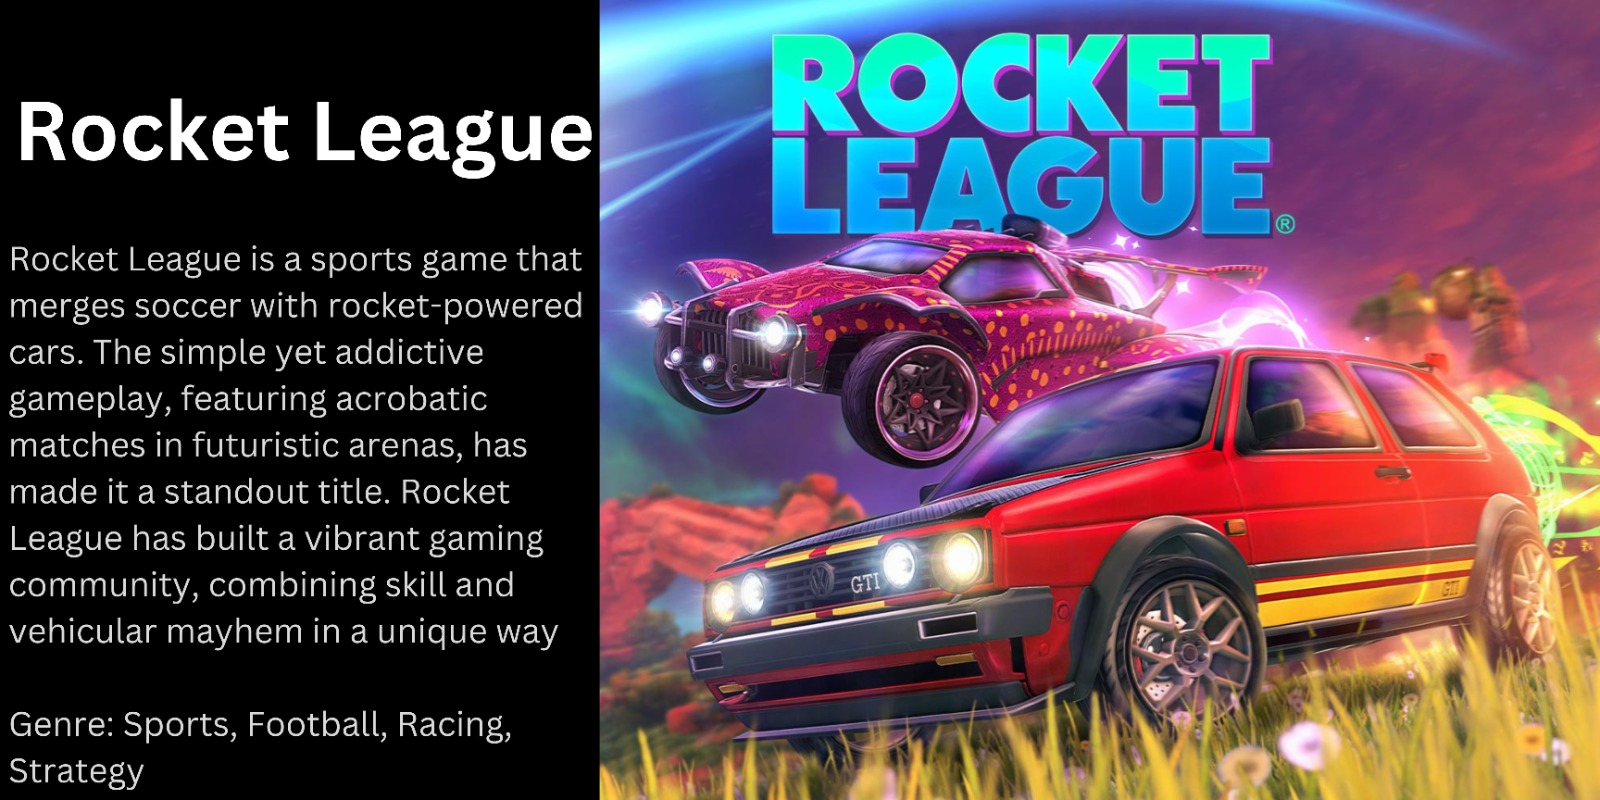 Rocket League
Rocket League is a sports game that
merges soccer with rocket-powered
cars. The simple yet addictive
gameplay, featuring acrobatic
matches in futuristic arenas, has
made it a standout title. Rocket
League has built a vibrant gaming
community, combining skill and
vehicular mayhem in a unique way
Genre: Sports, Football, Racing,
Strategy
ROCKET
LEAGUE®
GTI
GTI